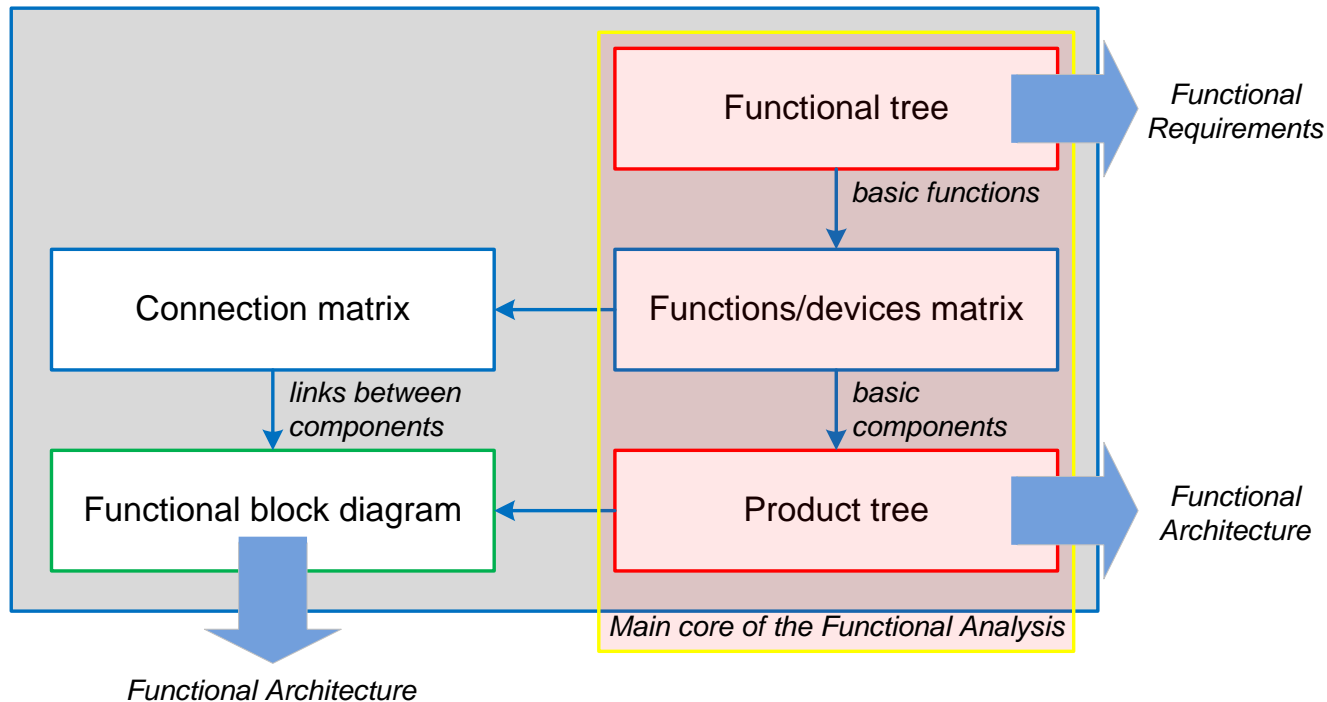 Functional tree
Functional
Requirements
basic functions
Connection matrix
Functions/devices matrix
links between
components
basic
components
Functional block diagram
Product tree
Functional
Architecture
Main core of the Functional Analysis
Functional Architecture